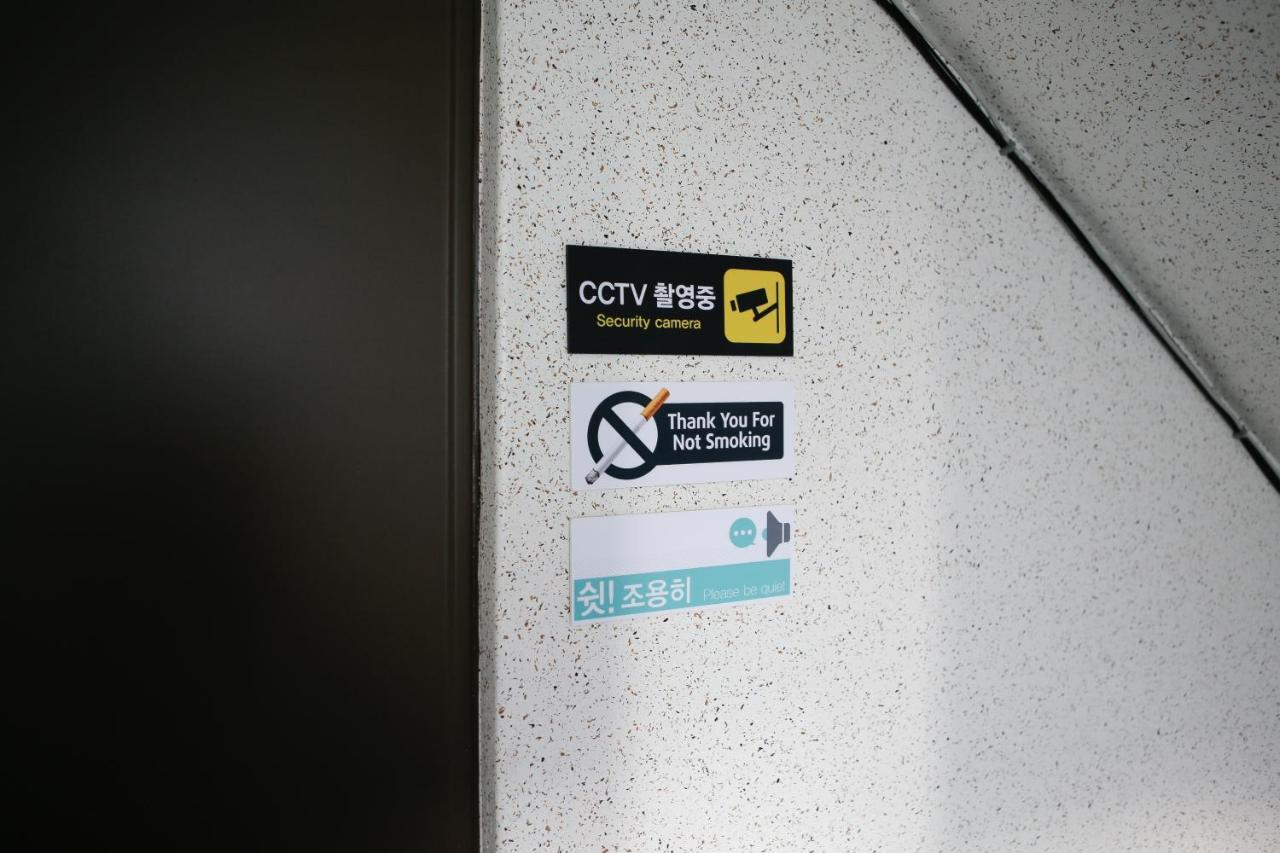 CCTV 촬영중
Security camera
Thank You For
Not Smoking
쉿! 조용히 Please be quiet